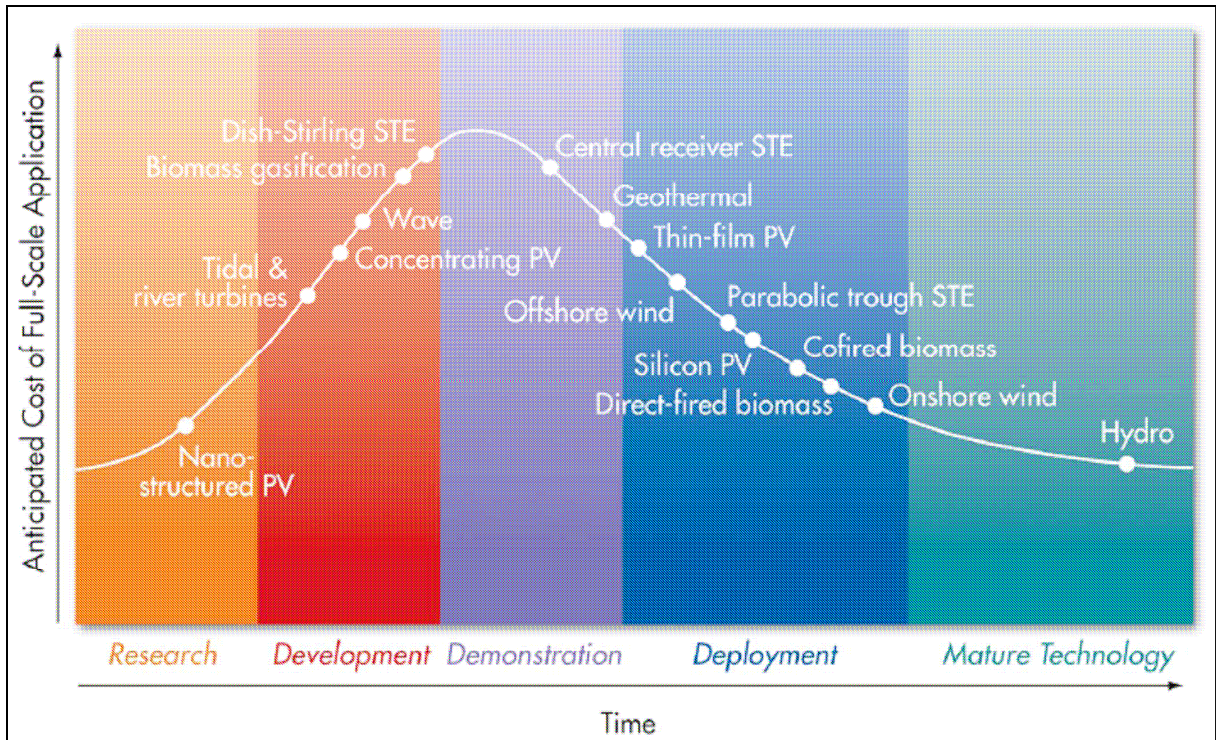 Anticipated Cost of Full-Scale Application
Dish-Stirling STE
Biomass gasification
Wave
Concentrating PV
Tidal &
river turbines
Nano-
structured PV
Central receiver STE
Geothermal
Thin-film PV
Offshore wind
Parabolic trough STE
Silicon PV
Cofired biomass
Direct-fired biomass
Onshore wind
Hydro
Research
Development
Demonstration
Deployment
Mature Technology
Time